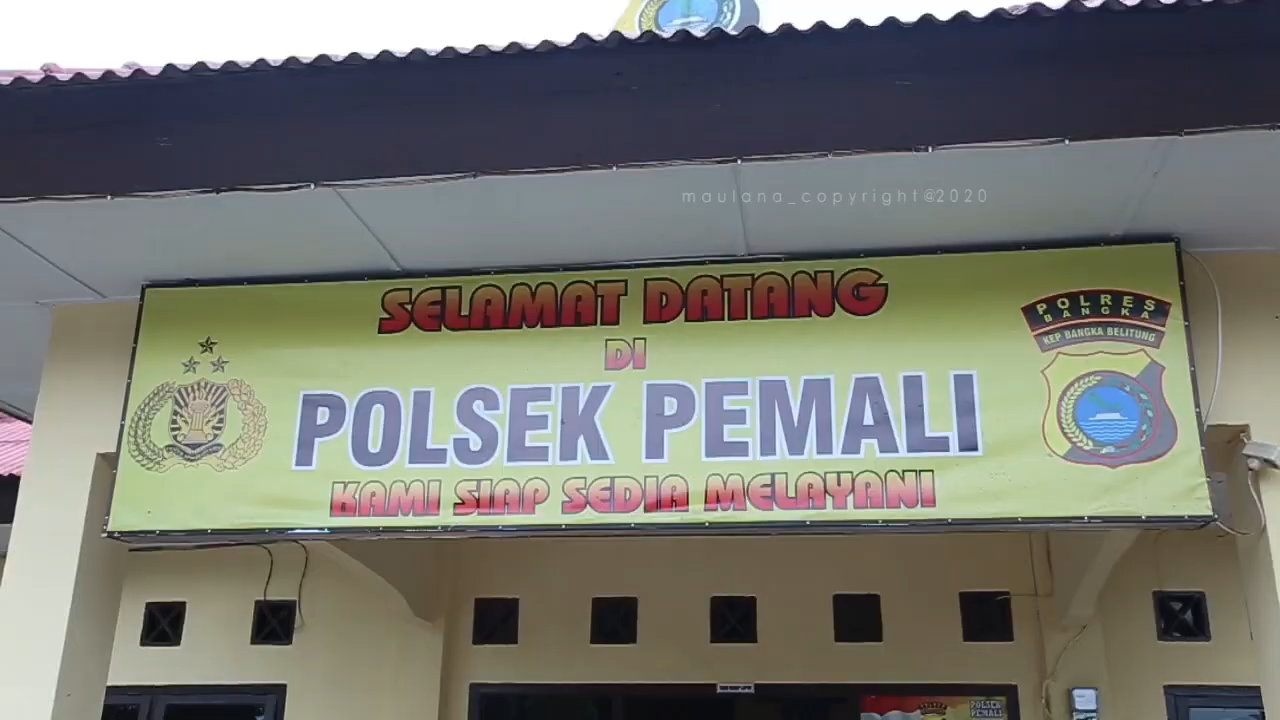 maulana_copyright@2020
SELAMAT DATANG
DI
POLSEK PEMALI
KAMI SIAP SEDIA MELAYANI
POLRES
BANGKA
KEP BANGKA BELITUNG
POLSEK
PEMALI